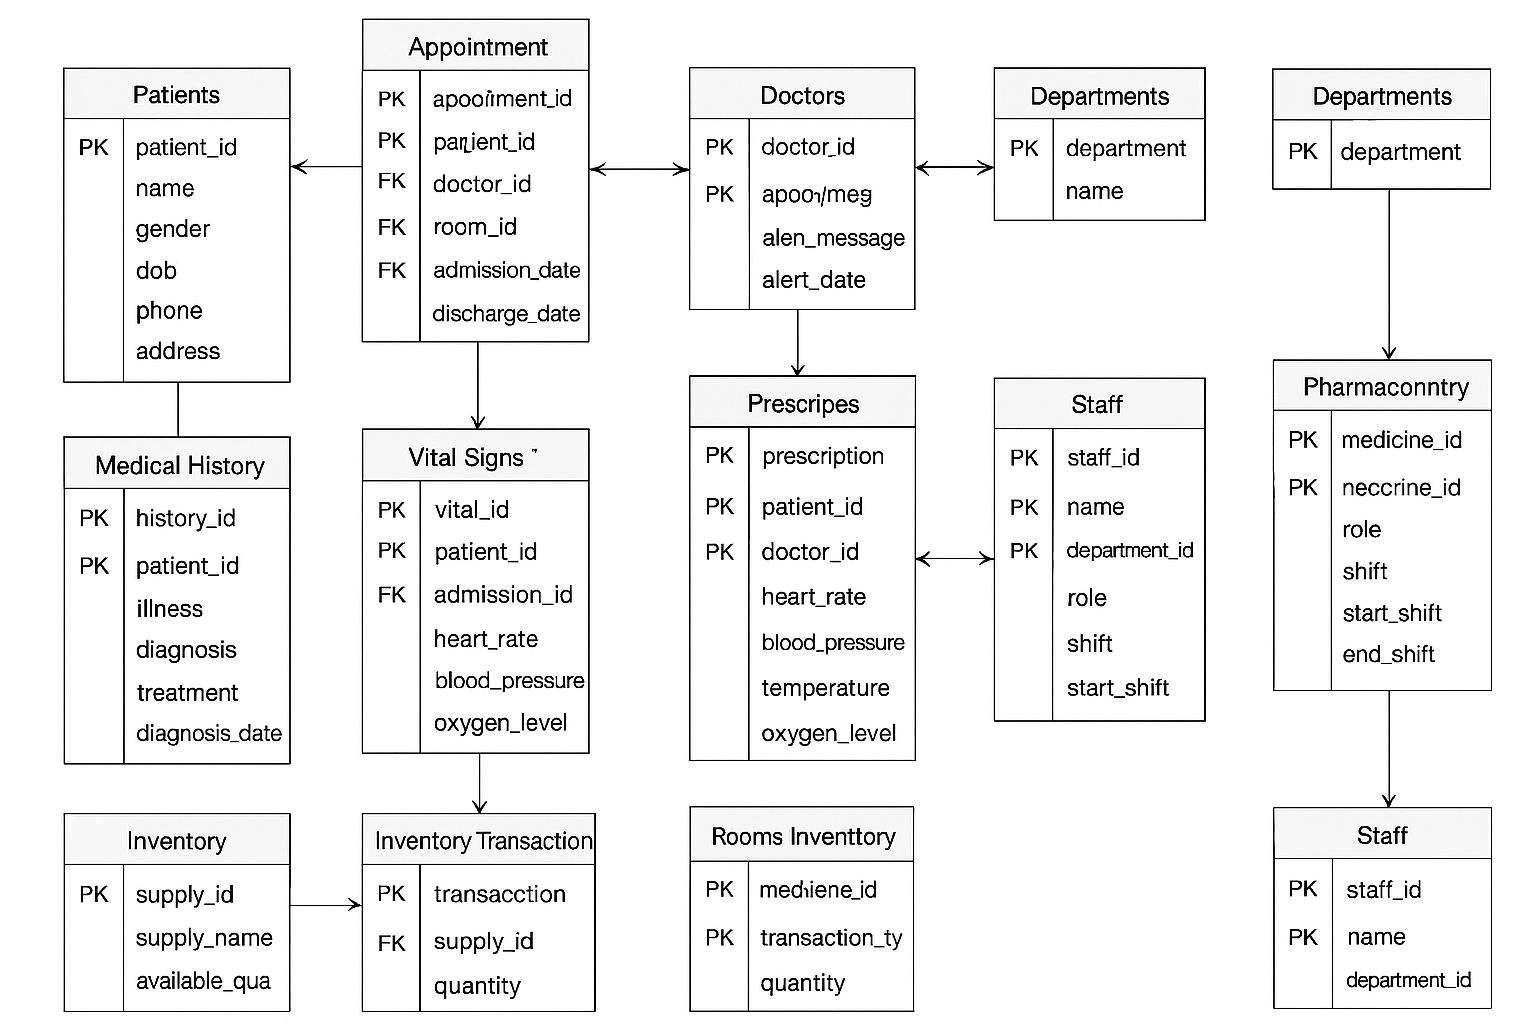 Patients
PK patient_id
name
gender
dob
phone
address
Appointment
PK
PK
FK doctor_id
FK room_id
FK admission_date
discharge_date
Doctors
PK doctor_id
PK
alen_message
alert_date
Departments
PK department
name
Departments
PK department
Medical History
PK history_id
PK patient_id
illness
diagnosis
treatment
diagnosis_date
Vital Signs
PK vital_id
PK patient_id
FK admission_id
heart_rate
blood_pressure
oxygen_level
Prescripes
PK prescription
PK patient_id
PK doctor_id
heart_rate
blood_pressure
temperature
oxygen_level
Staff
PK staff_id
PK name
PK department_id
role
shift
start_shift
Pharmaconntry
PK medicine_id
PK neccrine_id
role
shift
start_shift
end_shift
Inventory
PK supply_id
supply_name
available_qua
Inventory Transaction
PK transacction
FK supply_id
quantity
Rooms Inventtory
PK
PK transaction_ty
quantity
Staff
PK staff_id
PK name
department_id